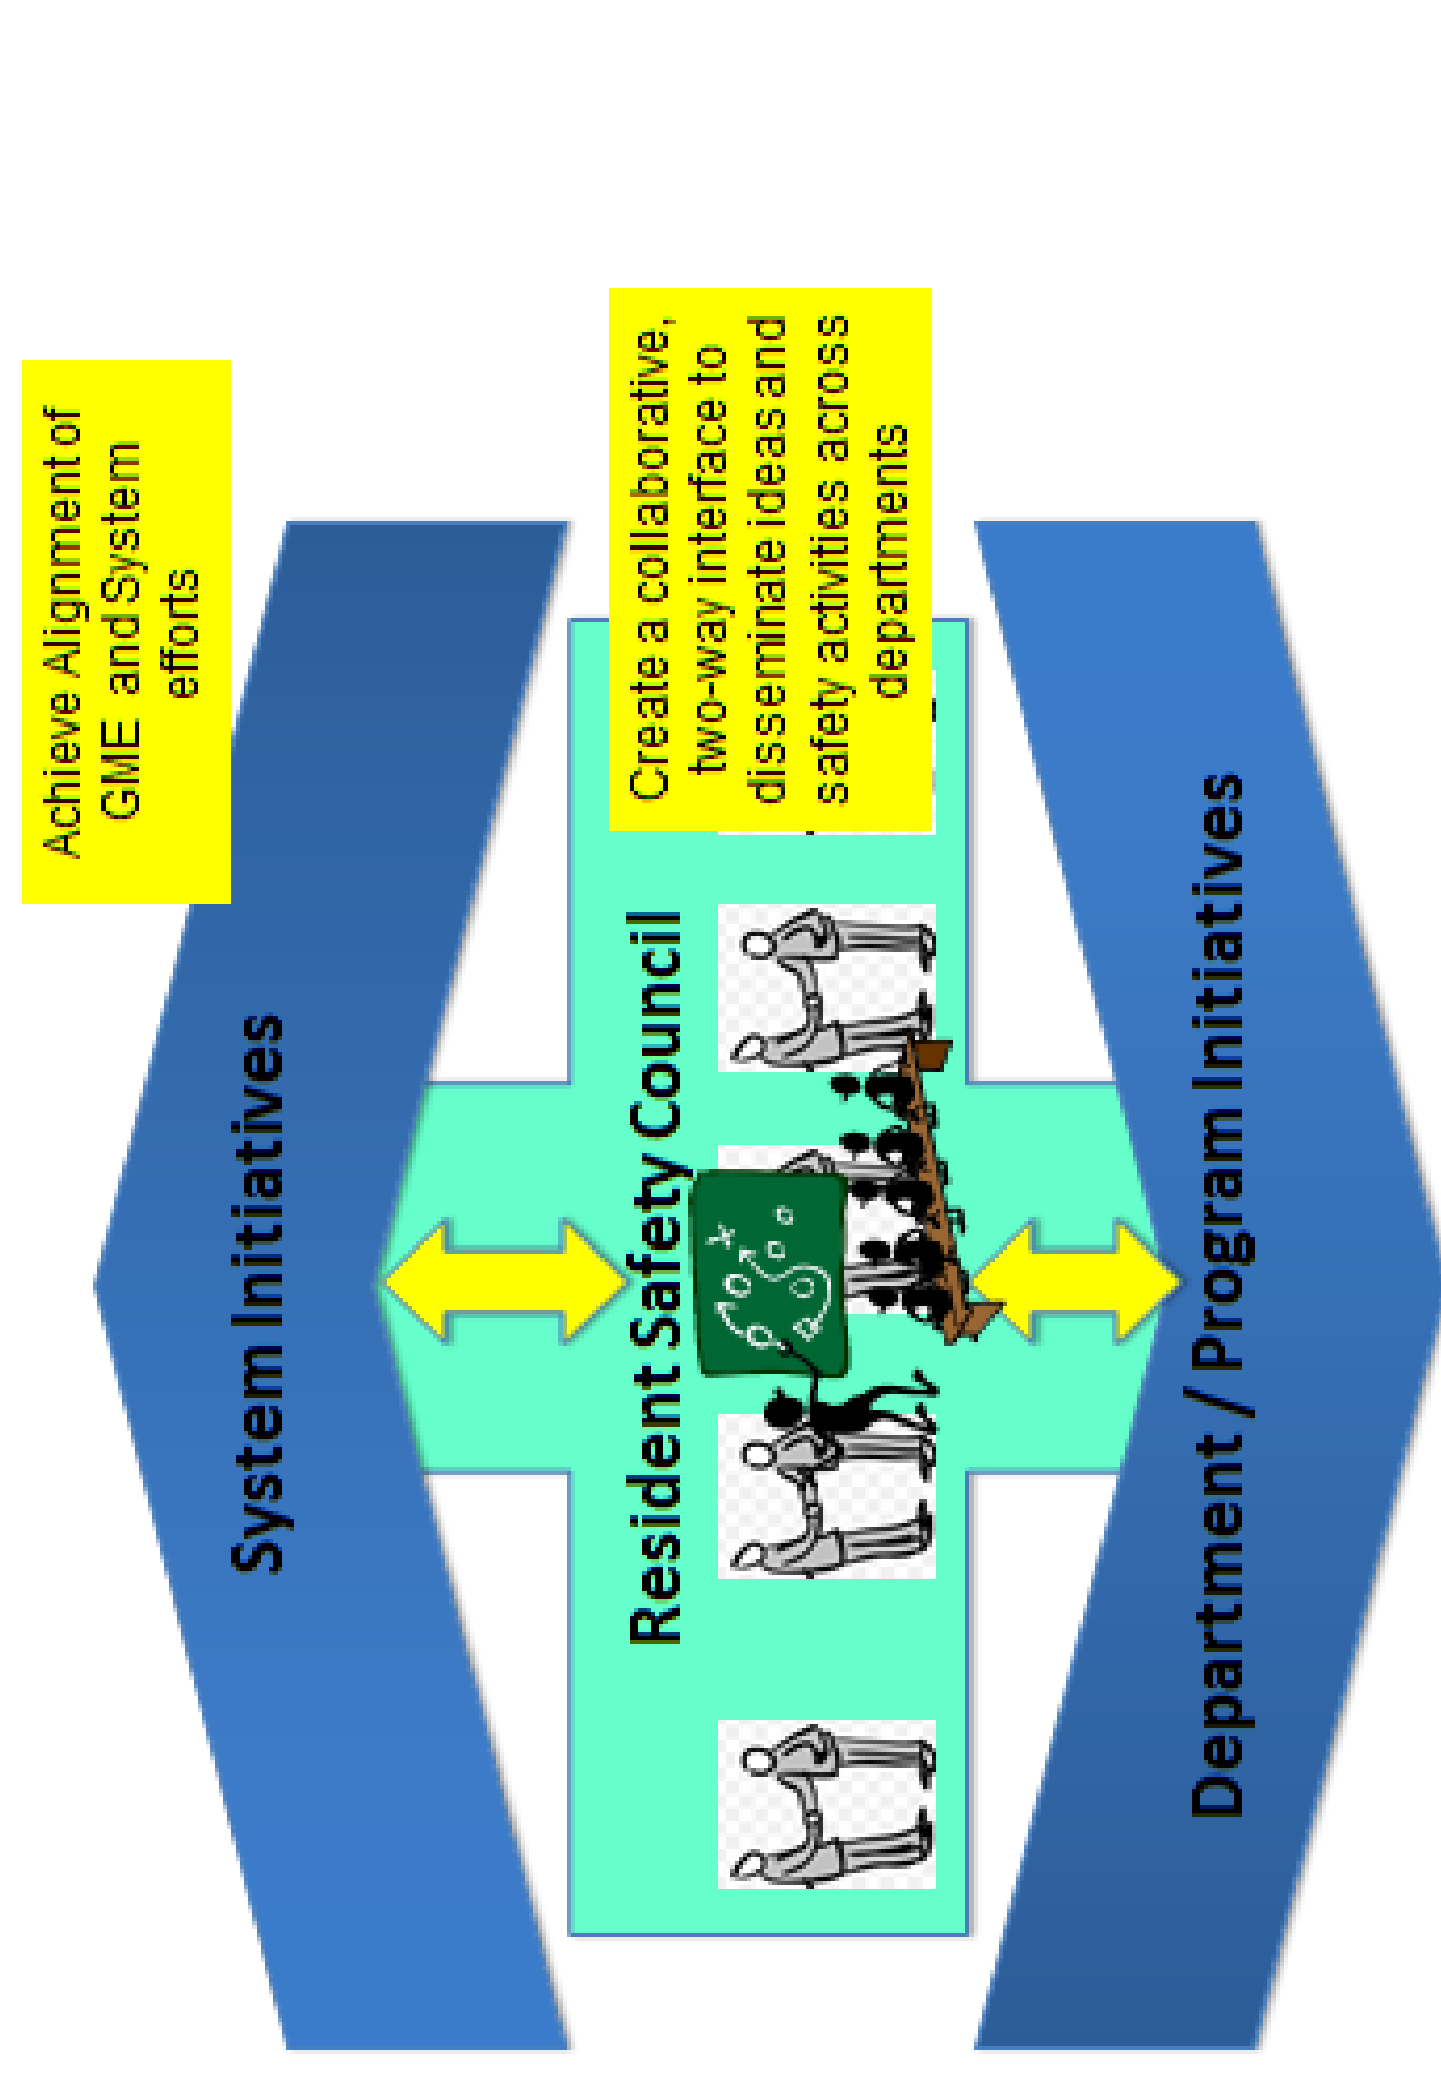 Achieve Alignment of
GME and System
efforts
System Initiatives
Create a collaborative,
two-way interface to
disseminate ideas and
safety activities across
departments
Resident Safety Council
Department / Program Initiatives